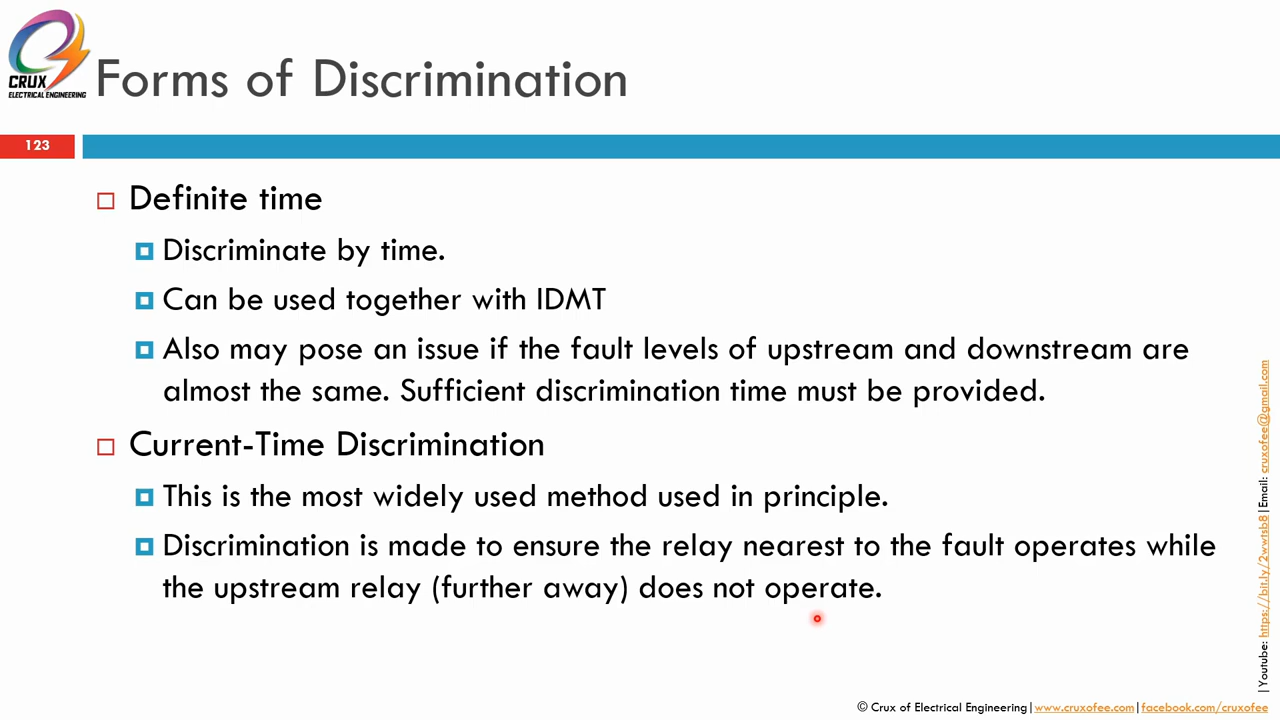 CRUX
ELECTRICAL ENGINEERING
Forms of Discrimination
123
Definite time
Discriminate by time.
Can be used together with IDMT
Also may pose an issue if the fault levels of upstream and downstream are
almost the same. Sufficient discrimination time must be provided.
Current-Time Discrimination
This is the most widely used method used in principle.
Discrimination is made to ensure the relay nearest to the fault operates while
the upstream relay (further away) does not operate.
|Youtube: https://bit.ly/2wwtsb8|Email: cruxofee@gmail.com
© Crux of Electrical Engineering|www.cruxofee.com|facebook.com/cruxofee